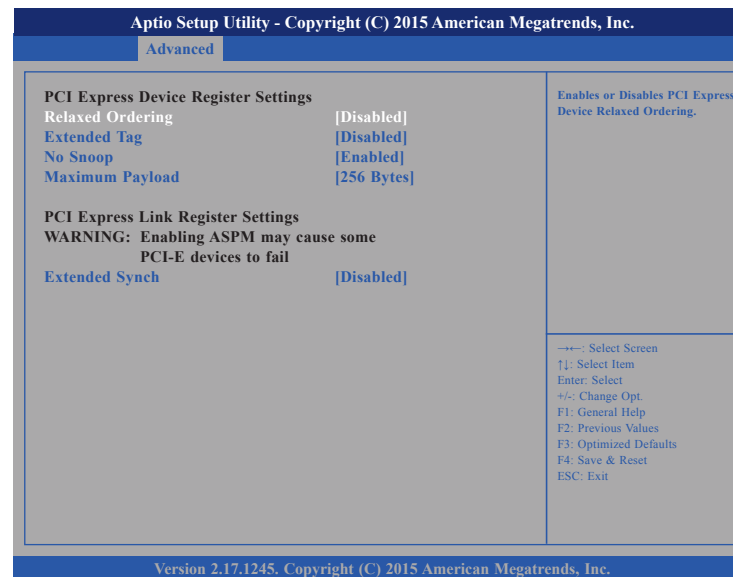 Aptio Setup Utility - Copyright (C) 2015 American Megatrends, Inc.
Advanced
PCI Express Device Register Settings
Relaxed Ordering [Disabled]
Extended Tag [Disabled]
No Snoop [Enabled]
Maximum Payload [256 Bytes]
PCI Express Link Register Settings
WARNING: Enabling ASPM may cause some
PCI-E devices to fail
Extended Synch [Disabled]
Enables or Disables PCI Express
Device Relaxed Ordering.
→←: Select Screen
↑↓: Select Item
Enter: Select
+/-: Change Opt.
F1: General Help
F2: Previous Values
F3: Optimized Defaults
F4: Save & Reset
ESC: Exit
Version 2.17.1245. Copyright (C) 2015 American Megatrends, Inc.